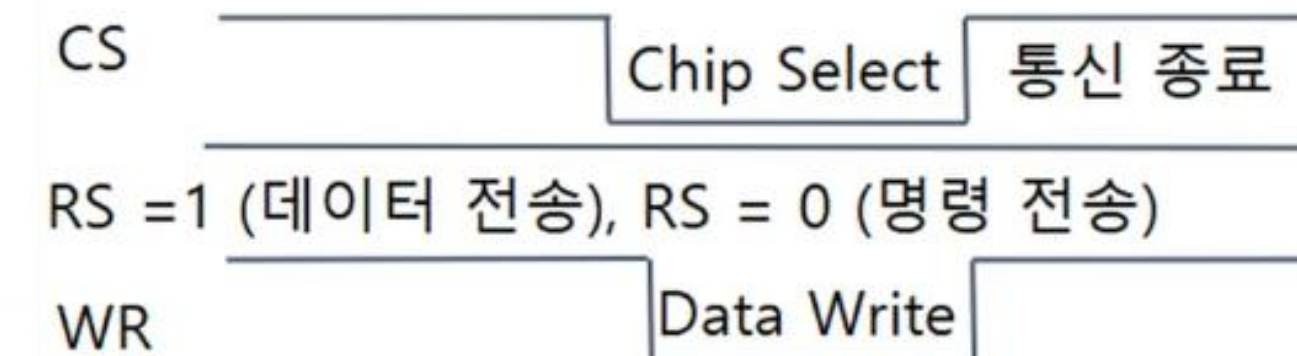 CS
Chip Select 통신 종료
RS =1 (데이터 전송), RS = 0 (명령 전송)
WR
Data Write